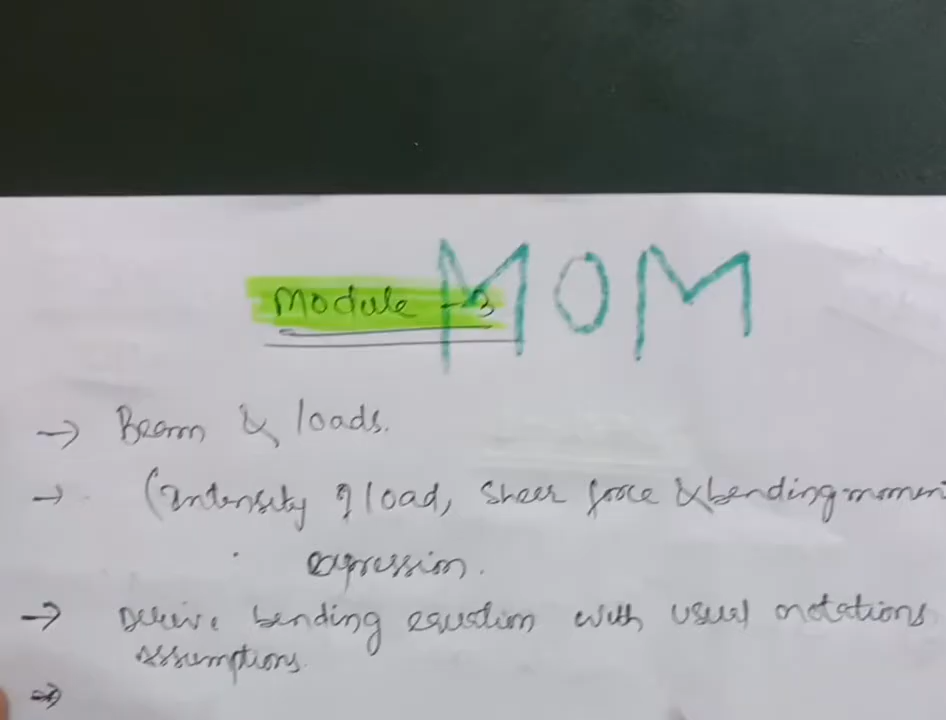 MOM
Module - 3
→ Beam & loads.
→ (Intensity of load, Shear force & bending momen
expression.
→ Derive bending equation with usual notations
assumptions.
→